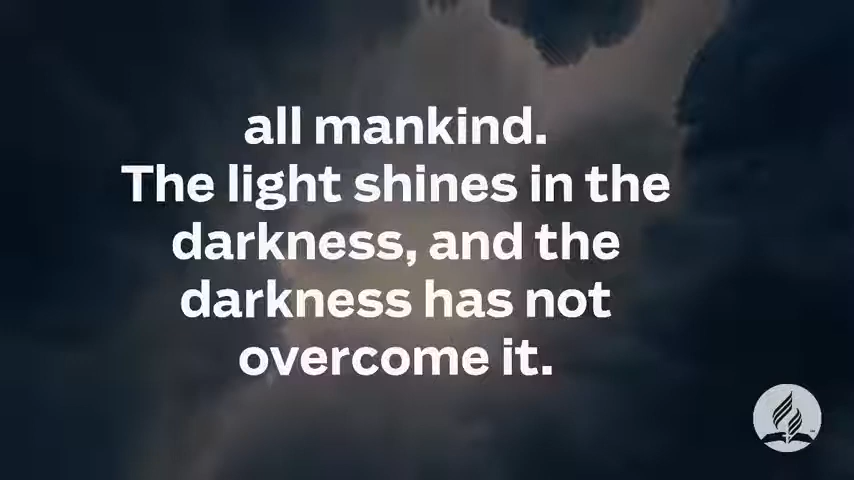 all mankind.
The light shines in the
darkness, and the
darkness has not
overcome it.